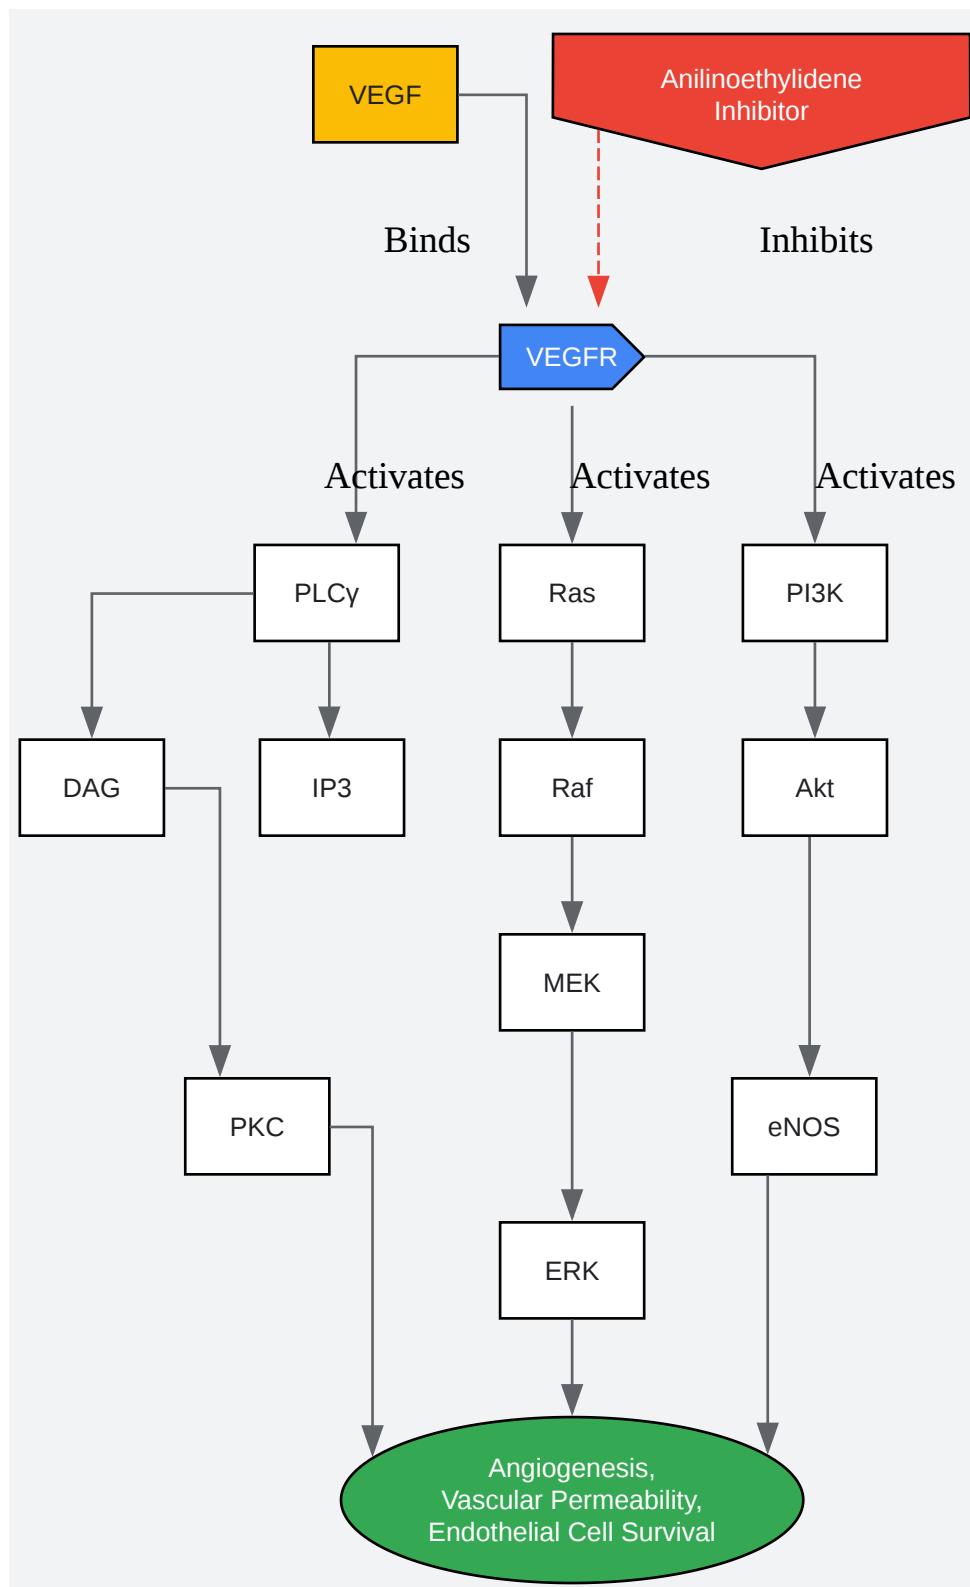 VEGF
Anilinoethylidene
Inhibitor
Binds
Inhibits
VEGFR
Activates
Activates
Activates
PLCγ
Ras
PI3K
DAG
IP3
Raf
Akt
MEK
PKC
eNOS
ERK
Angiogenesis,
Vascular Permeability,
Endothelial Cell Survival